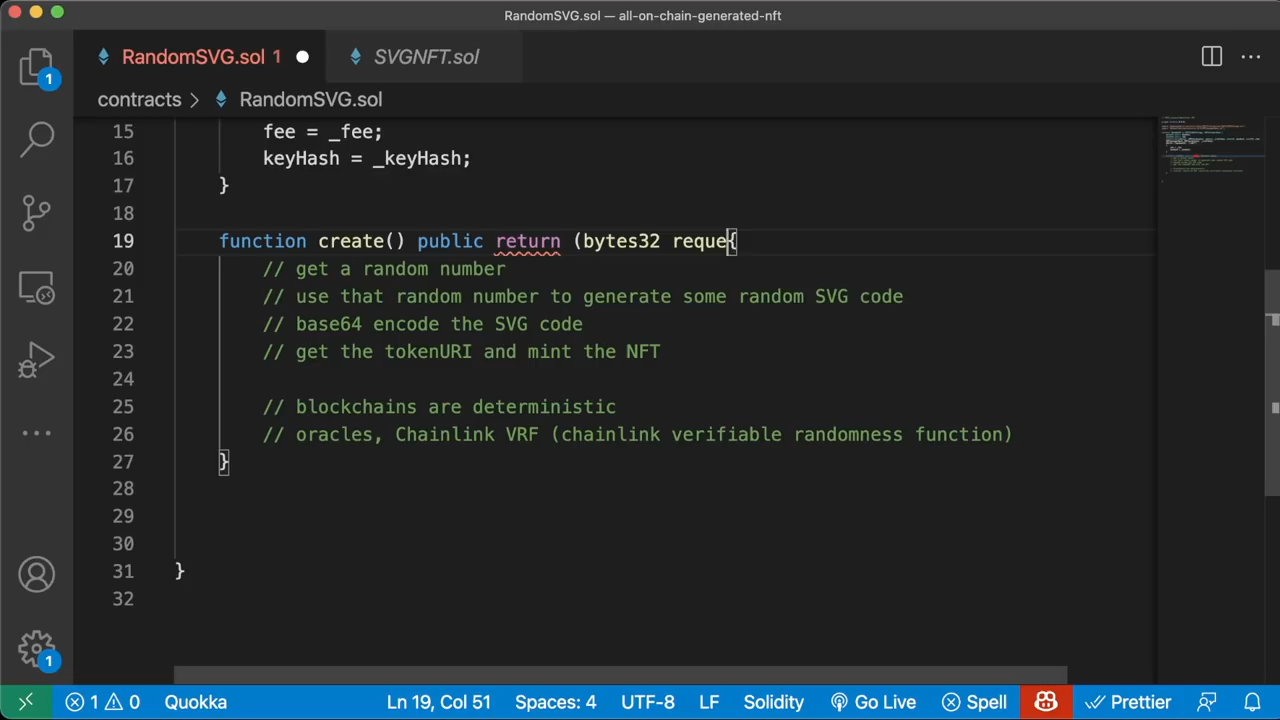 RandomSVG.sol — all-on-chain-generated-nft
RandomSVG.sol 1 SVGNFT.sol
contracts > RandomSVG.sol
15 fee = _fee;
16 keyHash = _keyHash;
17 }
18
19 function create() public return (bytes32 reque{
20 // get a random number
21 // use that random number to generate some random SVG code
22 // base64 encode the SVG code
23 // get the tokenURI and mint the NFT
24
25 // blockchains are deterministic
26 // oracles, Chainlink VRF (chainlink verifiable randomness function)
27 }
28
29
30
31 }
32
1
1
1 0 Quokka Ln 19, Col 51 Spaces: 4 UTF-8 LF Solidity Go Live Spell Prettier